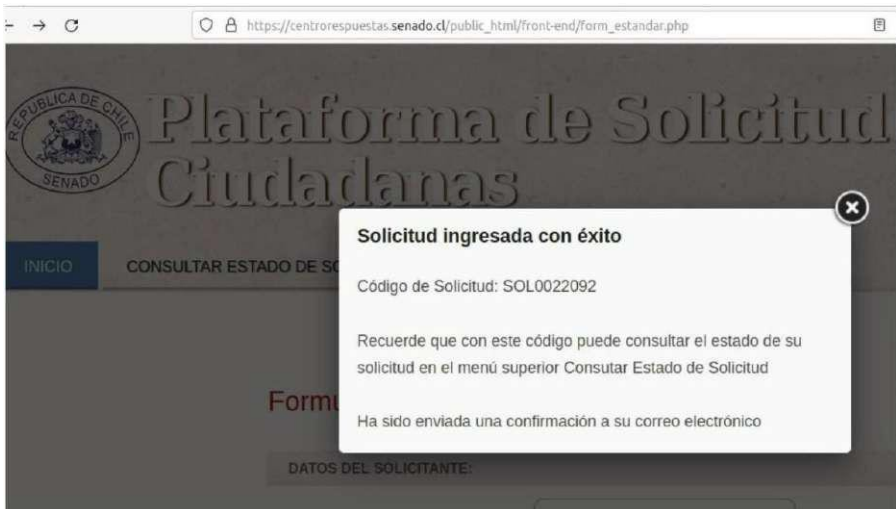 https://centrorespuestas.senado.cl/public_html/front-end/form_estandar.php
REPUBLICA DE CHILE
SENADO
Plataforma de Solicitud
Ciudadanas
INICIO
CONSULTAR ESTADO DE
Solicitud ingresada con éxito
Código de Solicitud: SOL0022092
Recuerde que con este código puede consultar el estado de su
solicitud en el menú superior Consutar Estado de Solicitud
Ha sido enviada una confirmación a su correo electrónico
DATOS DEL SOLICITANTE: